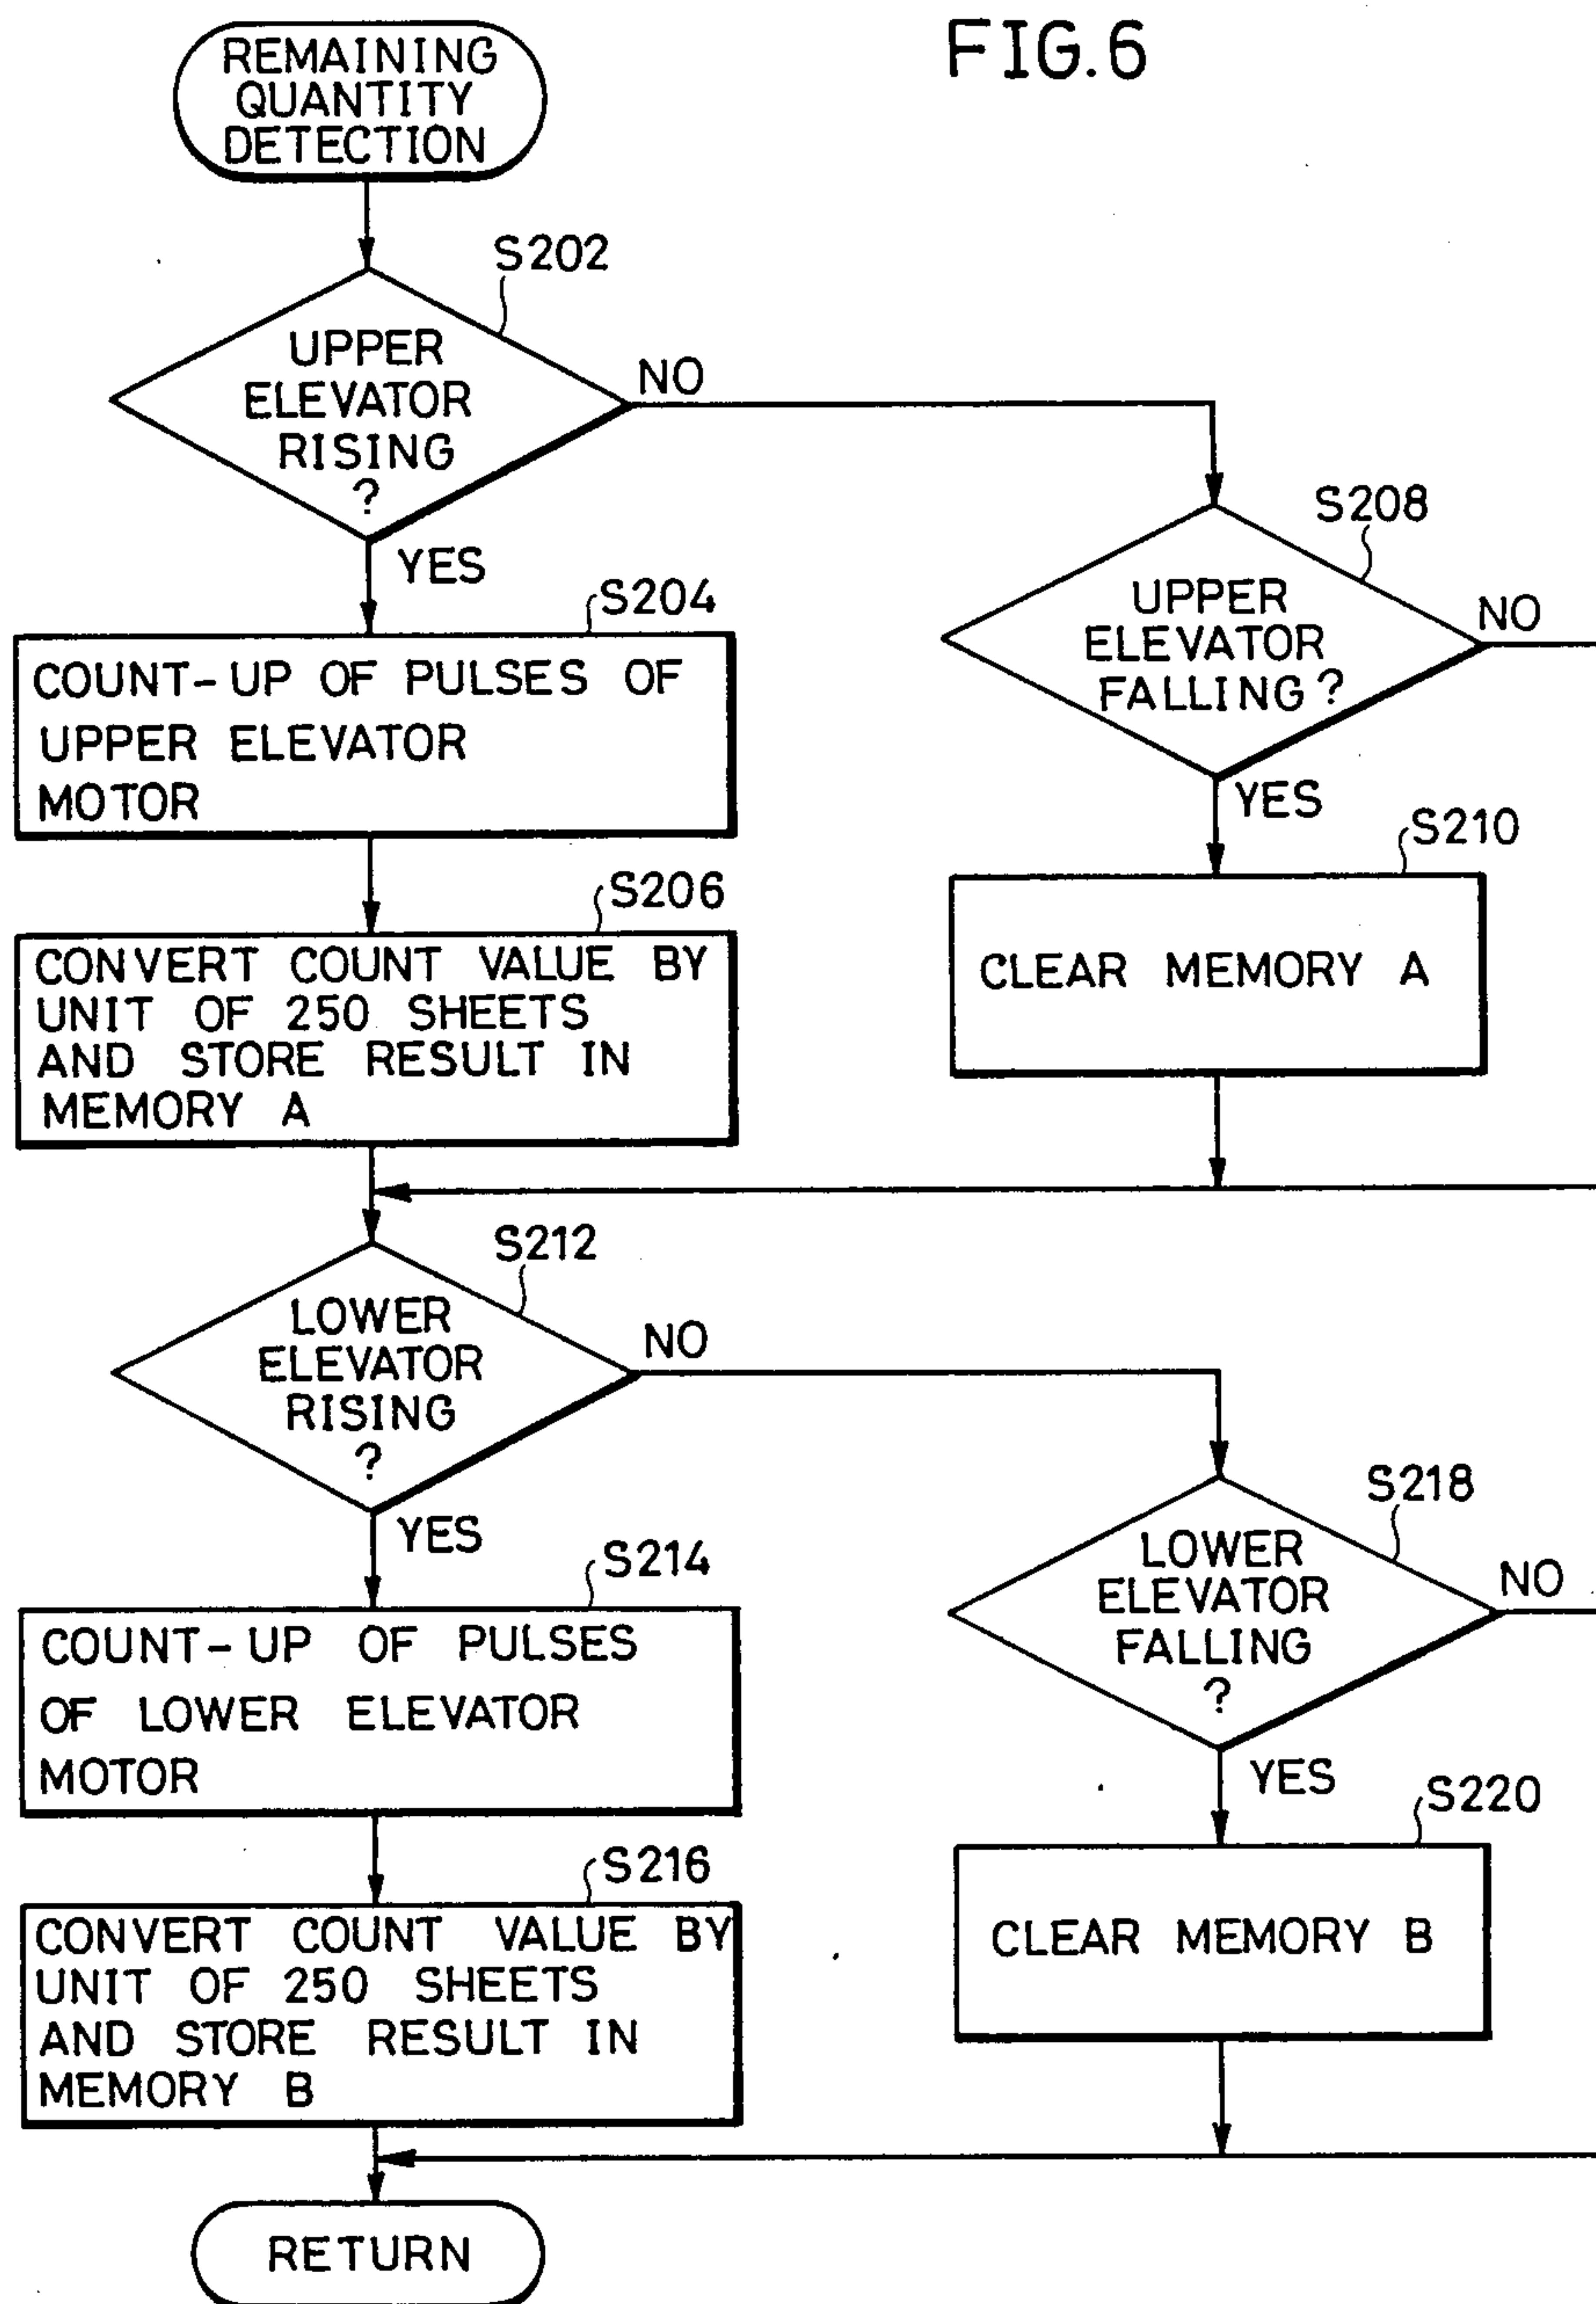 FIG.6
REMAINING
QUANTITY
DETECTION
S202
UPPER
ELEVATOR
RISING
?
NO
YES
S204
COUNT-UP OF PULSES OF
UPPER ELEVATOR
MOTOR
S206
CONVERT COUNT VALUE BY
UNIT OF 250 SHEETS
AND STORE RESULT IN
MEMORY A
S208
UPPER
ELEVATOR
FALLING?
NO
YES
S210
CLEAR MEMORY A
S212
LOWER
ELEVATOR
RISING
?
NO
YES
S214
COUNT-UP OF PULSES
OF LOWER ELEVATOR
MOTOR
S216
CONVERT COUNT VALUE BY
UNIT OF 250 SHEETS
AND STORE RESULT IN
MEMORY B
S218
LOWER
ELEVATOR
FALLING
?
NO
YES
S220
CLEAR MEMORY B
RETURN